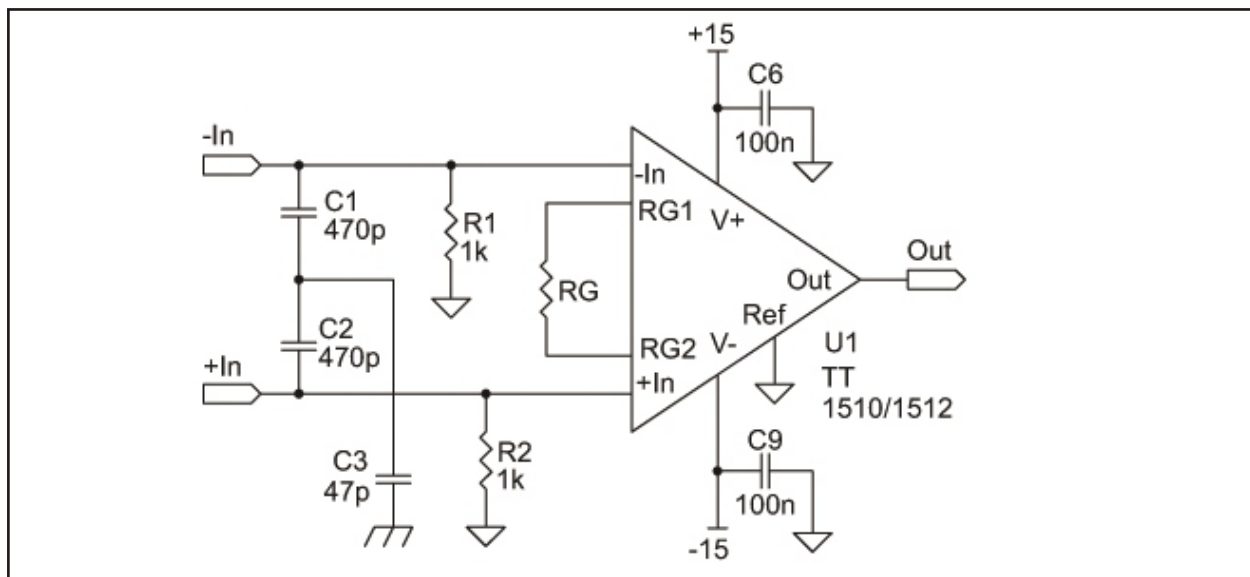 +15
C6
100n
-In
C1
470p
R1
1k
-In
RG1
V+
RG
Out
Out
Ref
C2
470p
RG2
V-
U1
TT
1510/1512
+In
+In
C3
47p
R2
1k
C9
100n
-15